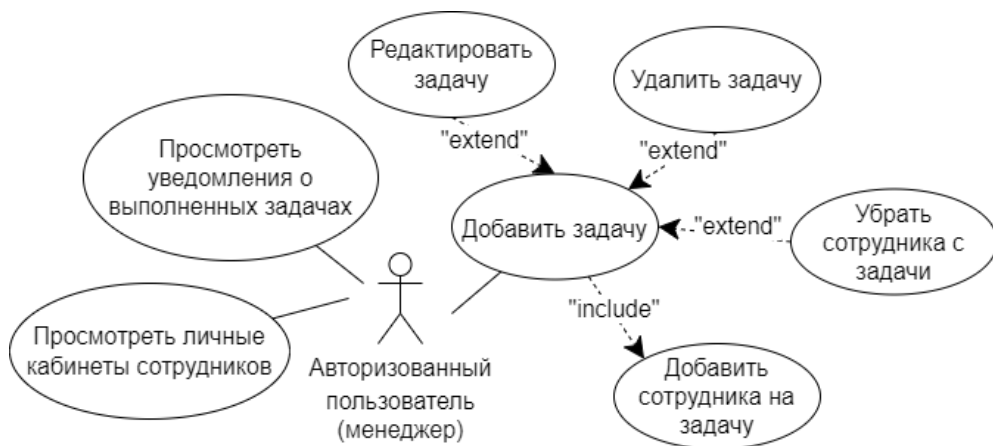 Редактировать
задачу
Удалить задачу
"extend"
"extend"
Просмотреть
уведомления о
выполненных задачах
Добавить задачу
"extend"
Убрать
сотрудника с
задачи
"include"
Просмотреть личные
кабинеты сотрудников
Авторизованный
пользователь
(менеджер)
Добавить
сотрудника на
задачу